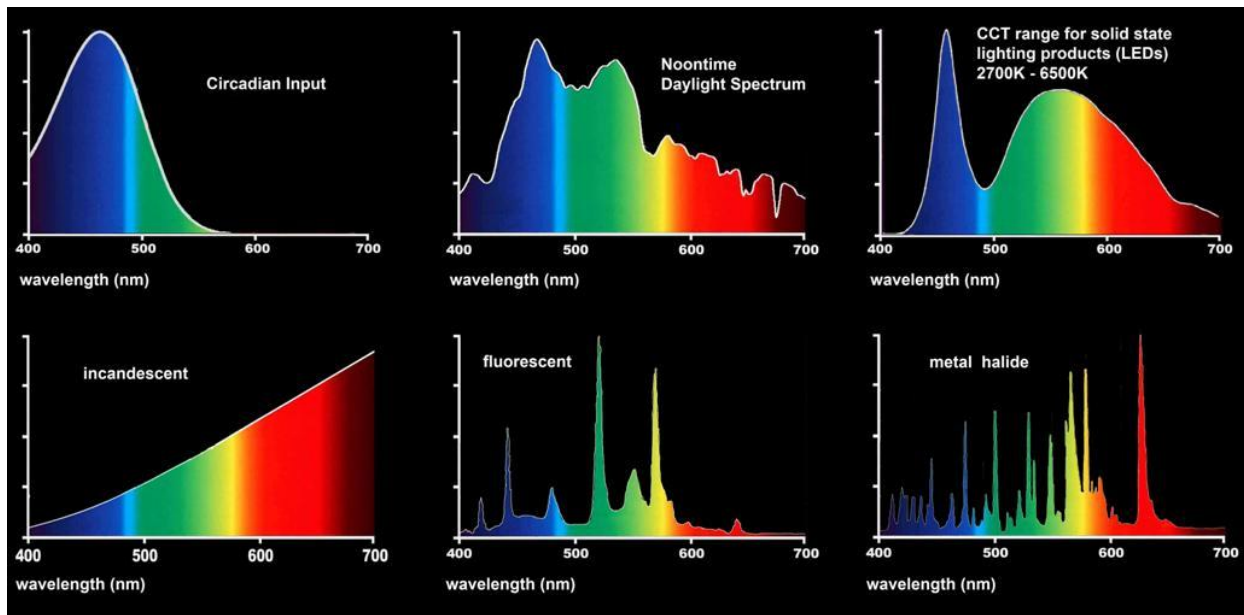 Circadian Input
400 500 600 700
wavelength (nm)
Noontime
Daylight Spectrum
400 500 600 700
wavelength (nm)
CCT range for solid state
lighting products (LEDs)
2700K - 6500K
400 500 600 700
wavelength (nm)
incandescent
400 500 600 700
wavelength (nm)
fluorescent
400 500 600 700
wavelength (nm)
metal halide
400 500 600 700
wavelength (nm)